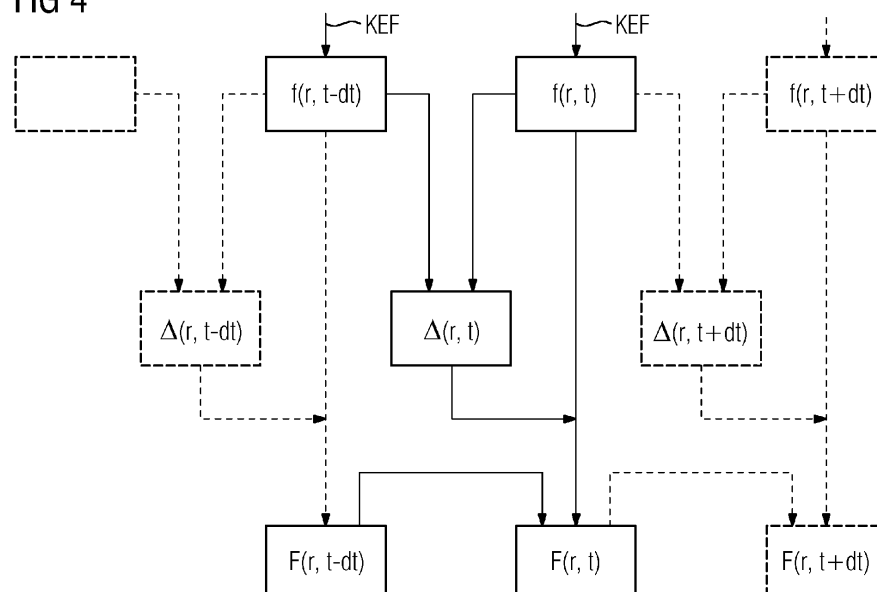 FIG 4
KEF
KEF
f(r, t-dt)
f(r, t)
f(r, t+dt)
Δ(r, t-dt)
Δ(r, t)
Δ(r, t+dt)
F(r, t-dt)
F(r, t)
F(r, t+dt)